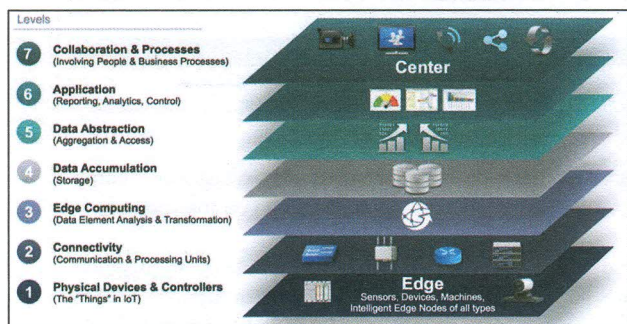 Levels
7
Collaboration & Processes
(Involving People & Business Processes)
Center
6
Application
(Reporting, Analytics, Control)
5
Data Abstraction
(Aggregation & Access)
4
Data Accumulation
(Storage)
3
Edge Computing
(Data Element Analysis & Transformation)
2
Connectivity
(Communication & Processing Units)
1
Physical Devices & Controllers
(The "Things" in IoT)
Edge
Sensors, Devices, Machines,
Intelligent Edge Nodes of all types